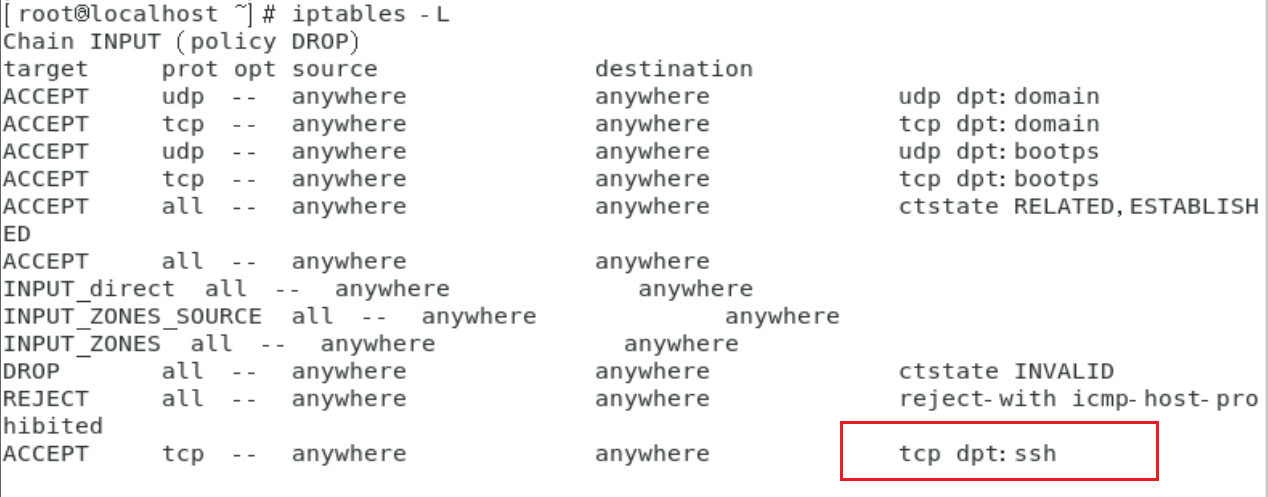 [root@localhost ~]# iptables -L
Chain INPUT (policy DROP)
target     prot opt source               destination
ACCEPT     udp  --  anywhere             anywhere             udp dpt:domain
ACCEPT     tcp  --  anywhere             anywhere             tcp dpt:domain
ACCEPT     udp  --  anywhere             anywhere             udp dpt:bootps
ACCEPT     tcp  --  anywhere             anywhere             tcp dpt:bootps
ACCEPT     all  --  anywhere             anywhere             ctstate RELATED,ESTABLISH
ED
ACCEPT     all  --  anywhere             anywhere
INPUT_direct  all  --  anywhere             anywhere
INPUT_ZONES_SOURCE  all  --  anywhere             anywhere
INPUT_ZONES  all  --  anywhere             anywhere
DROP       all  --  anywhere             anywhere             ctstate INVALID
REJECT     all  --  anywhere             anywhere             reject-with icmp-host-pro
hibited
ACCEPT     tcp  --  anywhere             anywhere             tcp dpt:ssh